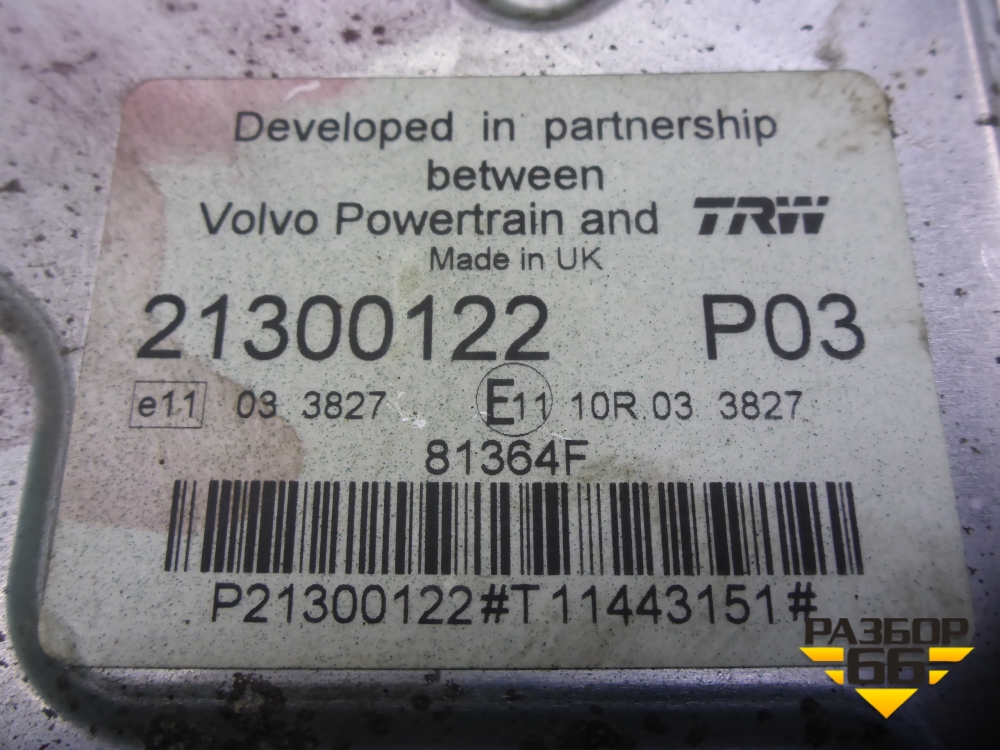 Developed in partnership
between
Volvo Powertrain and TRW
Made in UK
21300122 P03
e11 03 3827 E11 10R 03 3827
81364F
P21300122#T11443151#
РАЗБОР
66